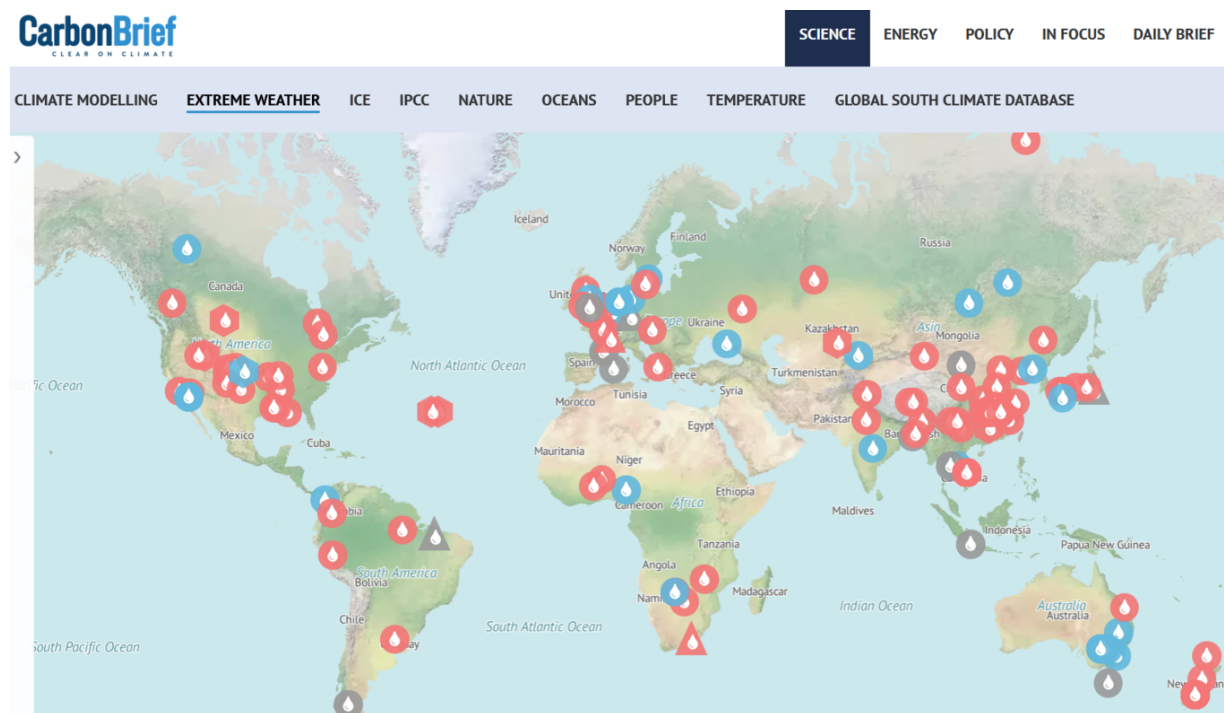 CarbonBrief
CLEAR ON CLIMATE
SCIENCE ENERGY POLICY IN FOCUS DAILY BRIEF
CLIMATE MODELLING EXTREME WEATHER ICE IPCC NATURE OCEANS PEOPLE TEMPERATURE GLOBAL SOUTH CLIMATE DATABASE
Iceland
Finland
Norway
Russia
Canada
Ukraine
Kazakhstan
Asia
Mongolia
North Atlantic Ocean
Spain
Turkmenistan
Tunisia
Syria
Morocco
Pakistan
Egypt
Mexico
Cuba
Mauritania
Niger
Ethiopia
Cameroon
Africa
Maldives
Indonesia
Tanzania
Papua New Guinea
Angola
South America
Bolivia
Madagascar
Indian Ocean
Australia
Australia
Chile
South Atlantic Ocean
South Pacific Ocean